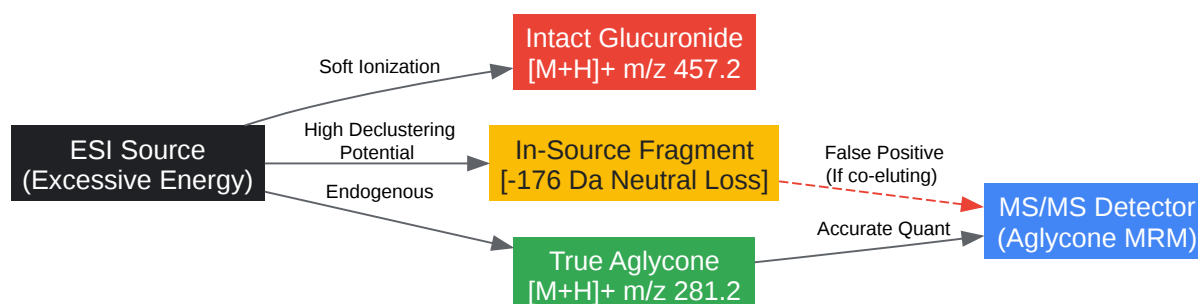 Intact Glucuronide
[M+H]+ m/z 457.2
Soft Ionization
ESI Source
(Excessive Energy)
High Declustering
Potential
In-Source Fragment
[-176 Da Neutral Loss]
False Positive
(If co-eluting)
Endogenous
MS/MS Detector
(Aglycone MRM)
Accurate Quant
True Aglycone
[M+H]+ m/z 281.2